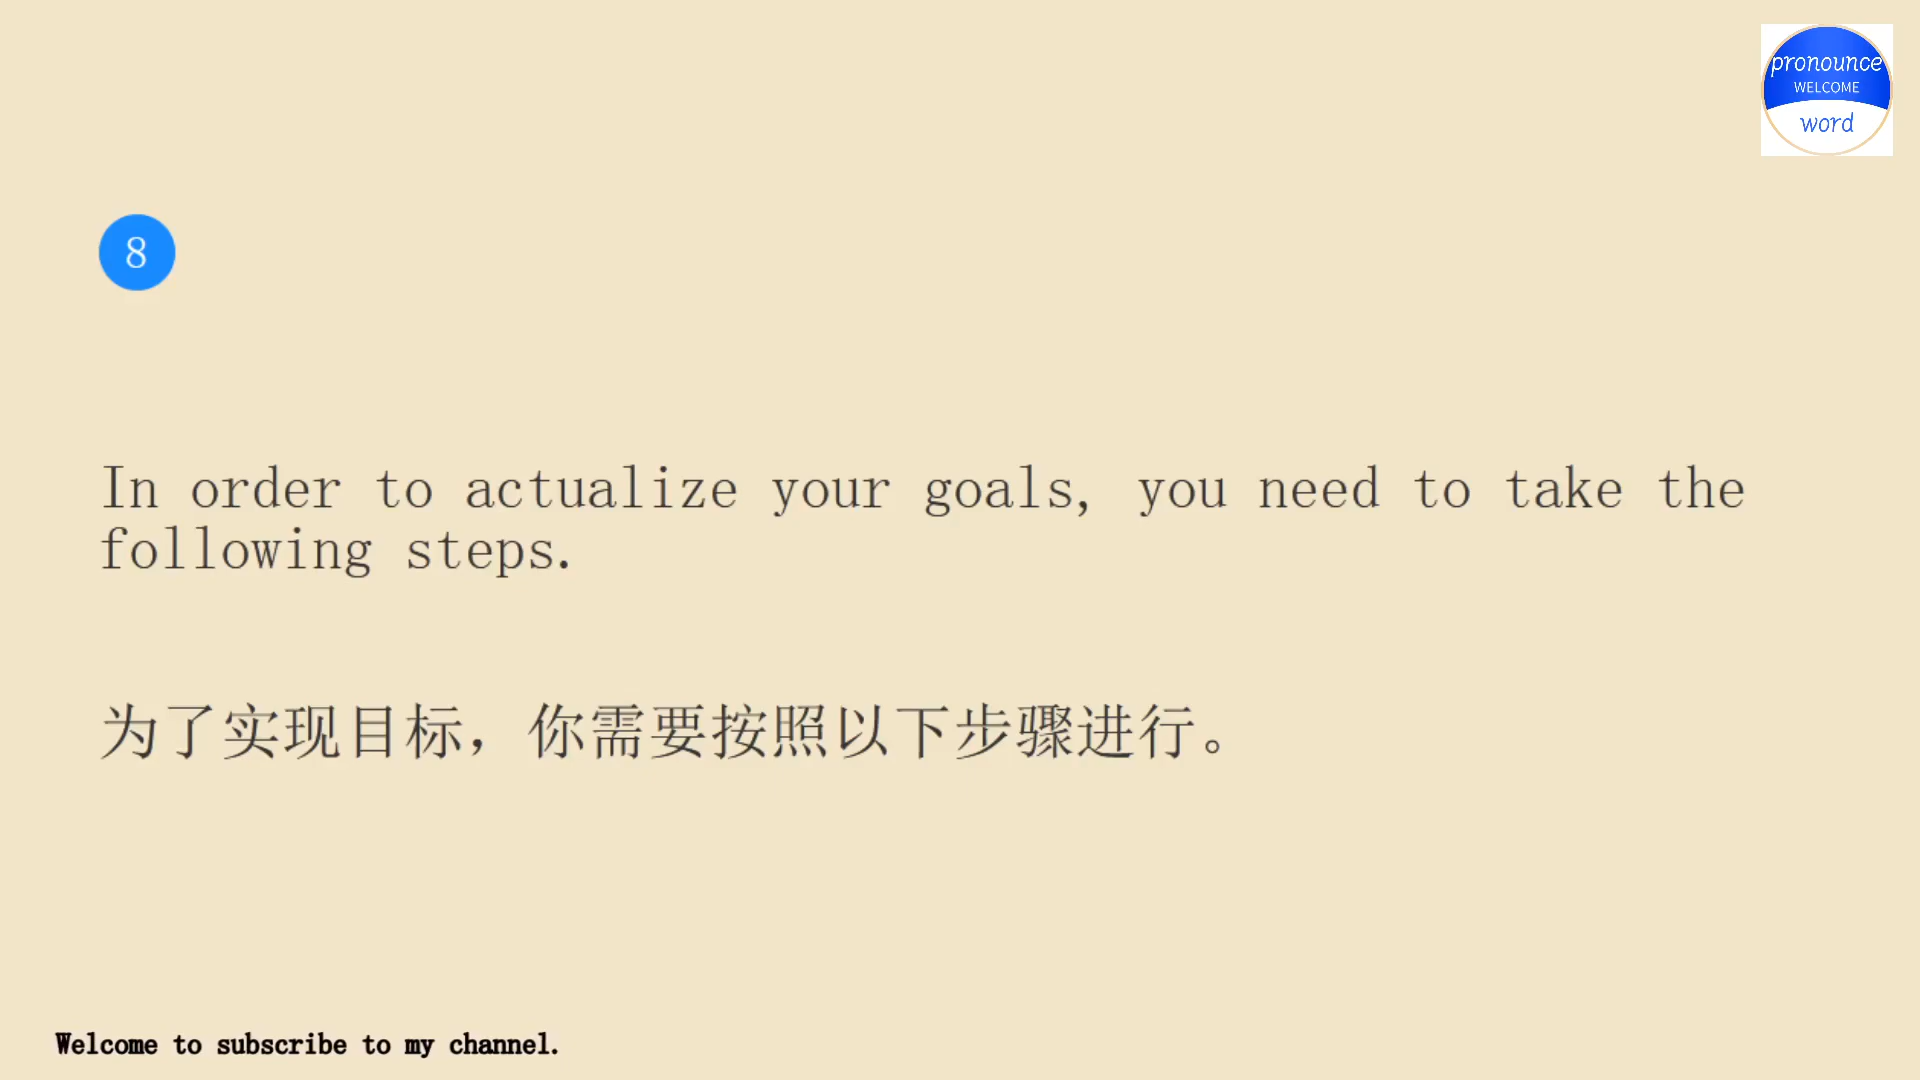 pronounce
WELCOME
word
8
In order to actualize your goals, you need to take the
following steps.
为了实现目标，你需要按照以下步骤进行。
Welcome to subscribe to my channel.